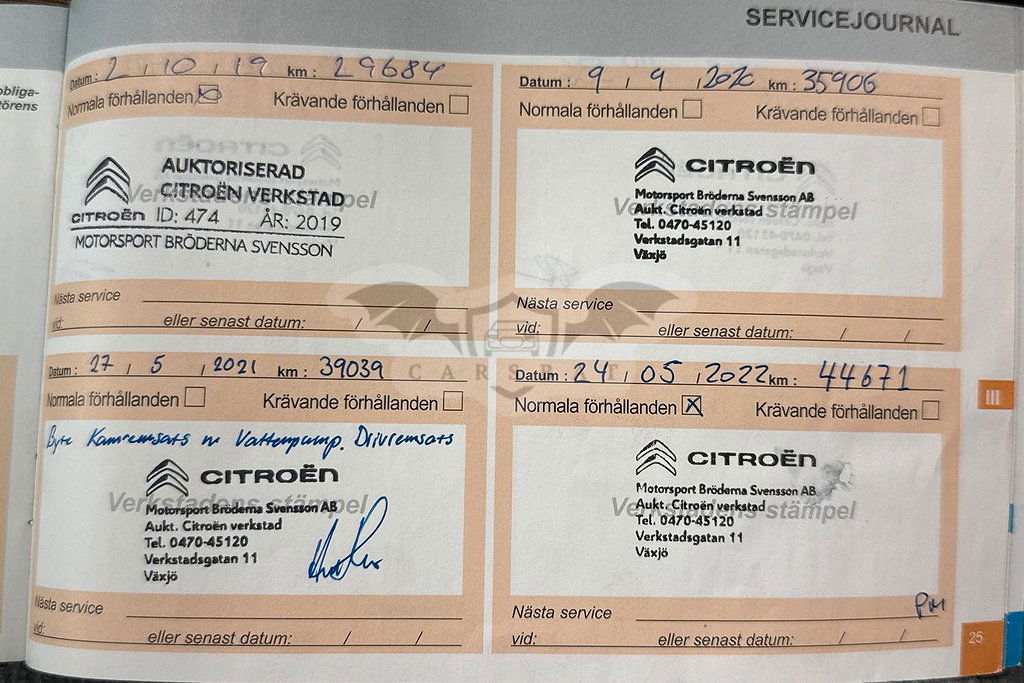 SERVICEJOURNAL
obliga-
törens
Datum: 2 / 10 / 19 km: 29684
Normala förhållanden Krävande förhållanden
AUKTORISERAD
CITROËN VERKSTAD
Verkstadens stämpel
CITROËN ID: 474 ÅR: 2019
MOTORSPORT BRÖDERNA SVENSSON
Nästa service
vid: eller senast datum: / /
Datum: 9 / 9 / 2020 km: 35906
Normala förhållanden Krävande förhållanden
CITROËN
Motorsport Bröderna Svensson AB
Verkstadens stämpel
Aukt. Citroën verkstad
Tel. 0470-45120
Verkstadsgatan 11
Växjö
Nästa service
vid: eller senast datum: / /
CARS
Datum: 27 / 5 / 2021 km: 39039
Normala förhållanden Krävande förhållanden
Byte Kamremsats m Vattenpump. Drivremsats
CITROËN
Verkstadens stämpel
Motorsport Bröderna Svensson AB
Aukt. Citroën verkstad
Tel. 0470-45120
Verkstadsgatan 11
Växjö
Nästa service
vid: eller senast datum: / /
Datum: 24 / 05 / 2022 km: 44671
Normala förhållanden X Krävande förhållanden
CITROËN
Motorsport Bröderna Svensson AB
Verkstadens stämpel
Aukt. Citroën verkstad
Tel. 0470-45120
Verkstadsgatan 11
Växjö
Nästa service PM
vid: eller senast datum: / /
III
25